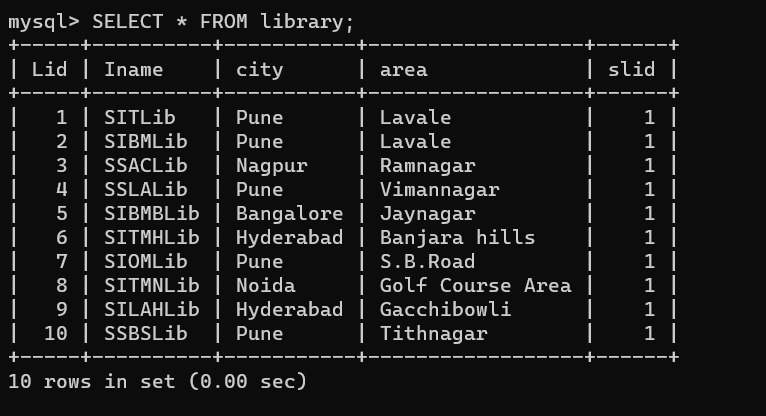 mysql> SELECT * FROM library;
+-----+----------+-----------+------------------+------+
| Lid | Iname    | city      | area             | slid |
+-----+----------+-----------+------------------+------+
|   1 | SITLib   | Pune      | Lavale           |    1 |
|   2 | SIBMLib  | Pune      | Lavale           |    1 |
|   3 | SSACLib  | Nagpur    | Ramnagar         |    1 |
|   4 | SSLALib  | Pune      | Vimannagar       |    1 |
|   5 | SIBMBLib | Bangalore | Jaynagar         |    1 |
|   6 | SITMHLib | Hyderabad | Banjara hills    |    1 |
|   7 | SIOMLib  | Pune      | S.B.Road         |    1 |
|   8 | SITMNLib | Noida     | Golf Course Area |    1 |
|   9 | SILAHLib | Hyderabad | Gacchibowli      |    1 |
|  10 | SSBSLib  | Pune      | Tithnagar        |    1 |
+-----+----------+-----------+------------------+------+
10 rows in set (0.00 sec)